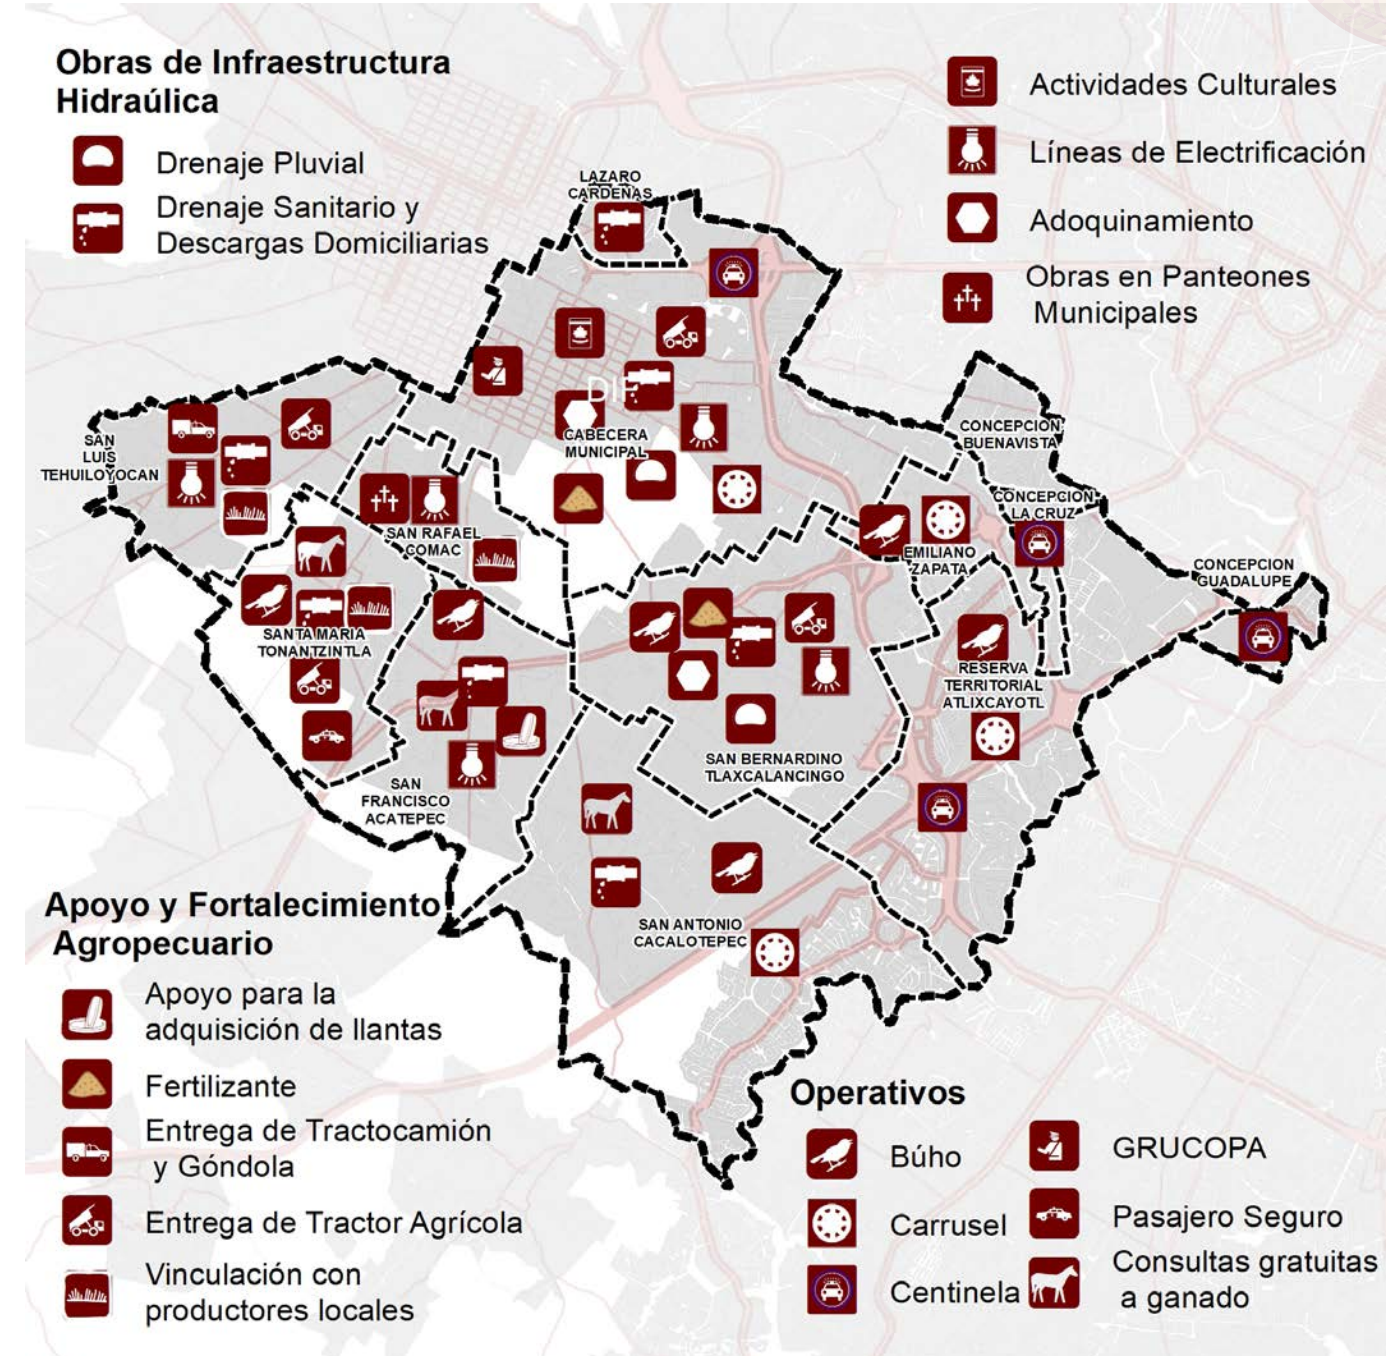 Obras de Infraestructura
Hidraúlica
Drenaje Pluvial
Drenaje Sanitario y
Descargas Domiciliarias
Actividades Culturales
Líneas de Electrificación
Adoquinamiento
Obras en Panteones
Municipales
LAZARO
CARDENAS
DIF
CABECERA
MUNICIPAL
SAN
LUIS
TEHUILOYOCAN
SAN RAFAEL
COMAC
CONCEPCION
BUENAVISTA
CONCEPCION
LA CRUZ
EMILIANO
ZAPATA
CONCEPCION
GUADALUPE
SANTA MARIA
TONANTZINTLA
RESERVA
TERRITORIAL
ATLIXCAYOTL
SAN BERNARDINO
TLAXCALANCINGO
SAN
FRANCISCO
ACATEPEC
SAN ANTONIO
CACALOTEPEC
Apoyo y Fortalecimiento
Agropecuario
Apoyo para la
adquisición de llantas
Fertilizante
Entrega de Tractocamión
y Góndola
Entrega de Tractor Agrícola
Vinculación con
productores locales
Operativos
Búho
Carrusel
Centinela
GRUCOPA
Pasajero Seguro
Consultas gratuitas
a ganado